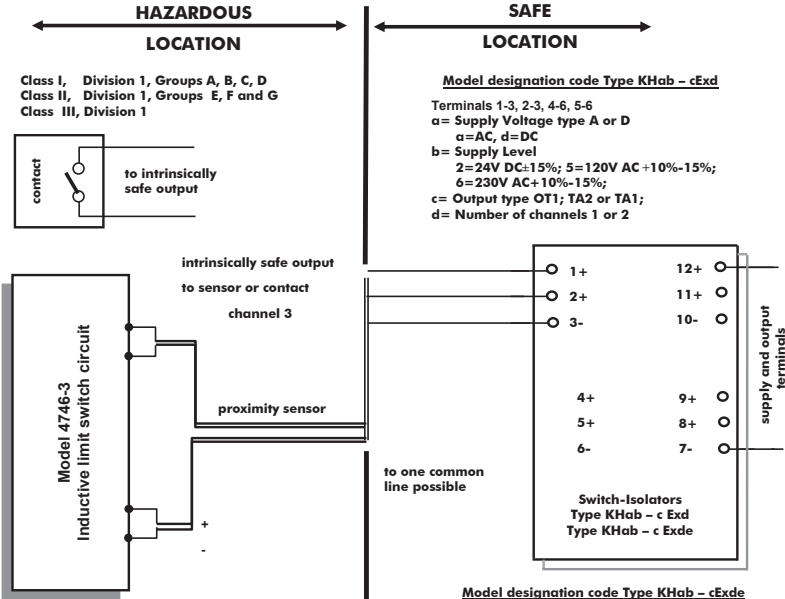 HAZARDOUS
LOCATION
SAFE
LOCATION
Class I, Division 1, Groups A, B, C, D
Class II, Division 1, Groups E, F and G
Class III, Division 1
contact
to intrinsically
safe output
Model designation code Type KHab – cExd
Terminals 1-3, 2-3, 4-6, 5-6
a= Supply Voltage type A or D
a=AC, d=DC
b= Supply Level
2=24V DC±15%; 5=120V AC +10%-15%;
6=230V AC+10%-15%;
c= Output type OT1; TA2 or TA1;
d= Number of channels 1 or 2
intrinsically safe output
to sensor or contact
channel 3
Model 4746-3
Inductive limit switch circuit
proximity sensor
+
-
to one common
line possible
1+
2+
3-
4+
5+
6-
12+
11+
10-
9+
8+
7-
supply and output
terminals
Switch-Isolators
Type KHab – c Exd
Type KHab – c Exde
Model designation code Type KHab – cExde